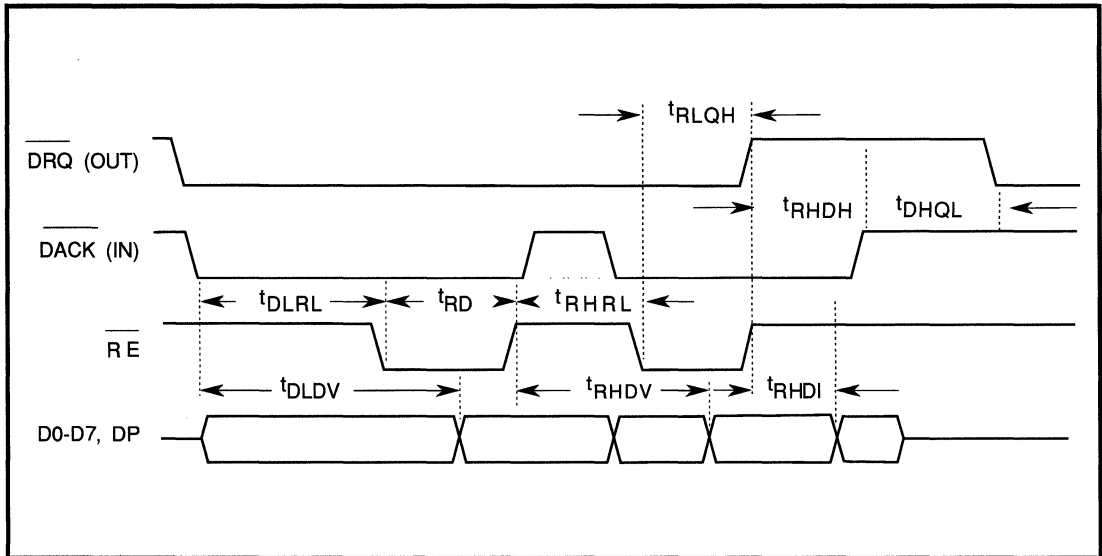 tRLQH
DRQ (OUT)
tRHDH tDHQL
DACK (IN)
tDLRL tRD tRHRL
RE
tDLDV tRHDV tRHDI
D0-D7, DP